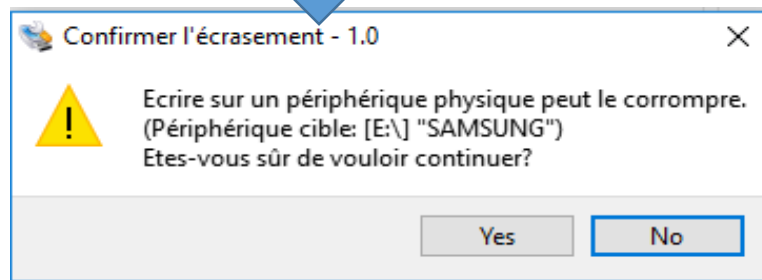 Confirmer l'écrasement - 1.0
Ecrire sur un périphérique physique peut le corrompre.
(Périphérique cible: [E:\] "SAMSUNG")
Etes-vous sûr de vouloir continuer?
Yes
No